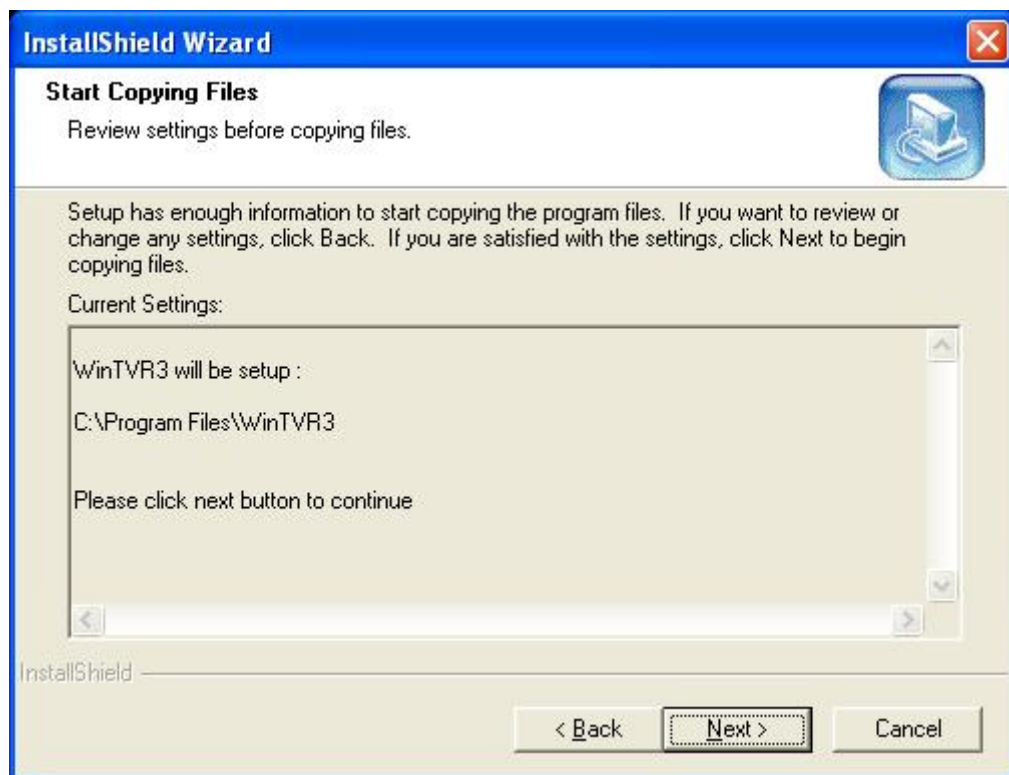 InstallShield Wizard
Start Copying Files
Review settings before copying files.
Setup has enough information to start copying the program files.  If you want to review or
change any settings, click Back.  If you are satisfied with the settings, click Next to begin
copying files.
Current Settings:
WinTVR3 will be setup :
C:\Program Files\WinTVR3
Please click next button to continue
InstallShield
< Back
Next >
Cancel